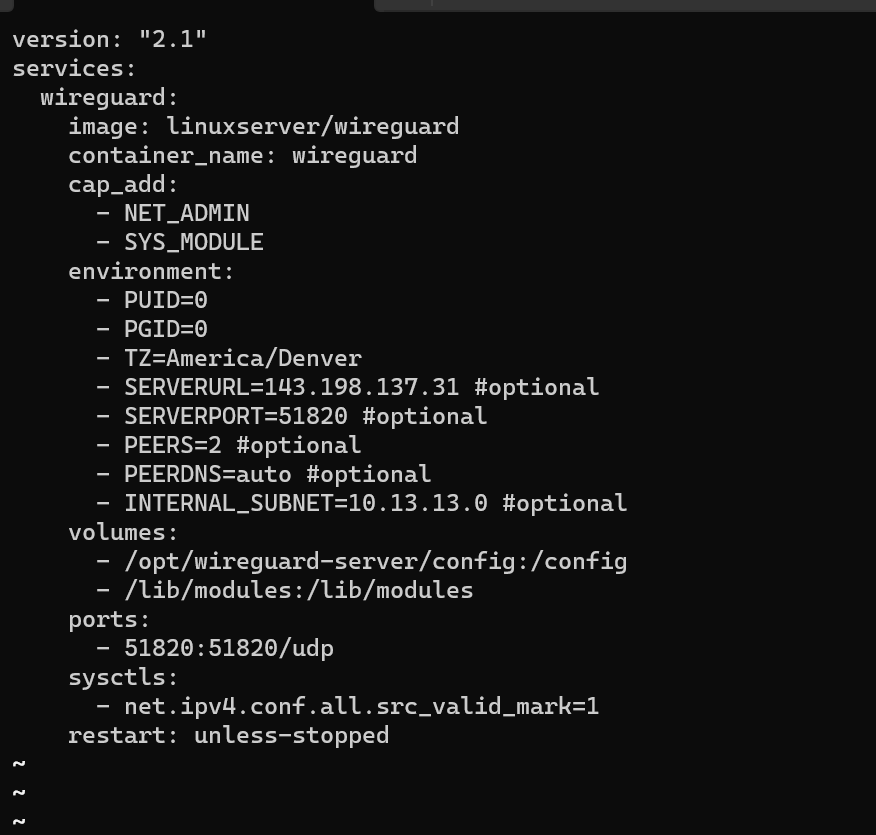 version: "2.1"
services:
  wireguard:
    image: linuxserver/wireguard
    container_name: wireguard
    cap_add:
      - NET_ADMIN
      - SYS_MODULE
    environment:
      - PUID=0
      - PGID=0
      - TZ=America/Denver
      - SERVERURL=143.198.137.31 #optional
      - SERVERPORT=51820 #optional
      - PEERS=2 #optional
      - PEERDNS=auto #optional
      - INTERNAL_SUBNET=10.13.13.0 #optional
    volumes:
      - /opt/wireguard-server/config:/config
      - /lib/modules:/lib/modules
    ports:
      - 51820:51820/udp
    sysctls:
      - net.ipv4.conf.all.src_valid_mark=1
    restart: unless-stopped
~
~
~